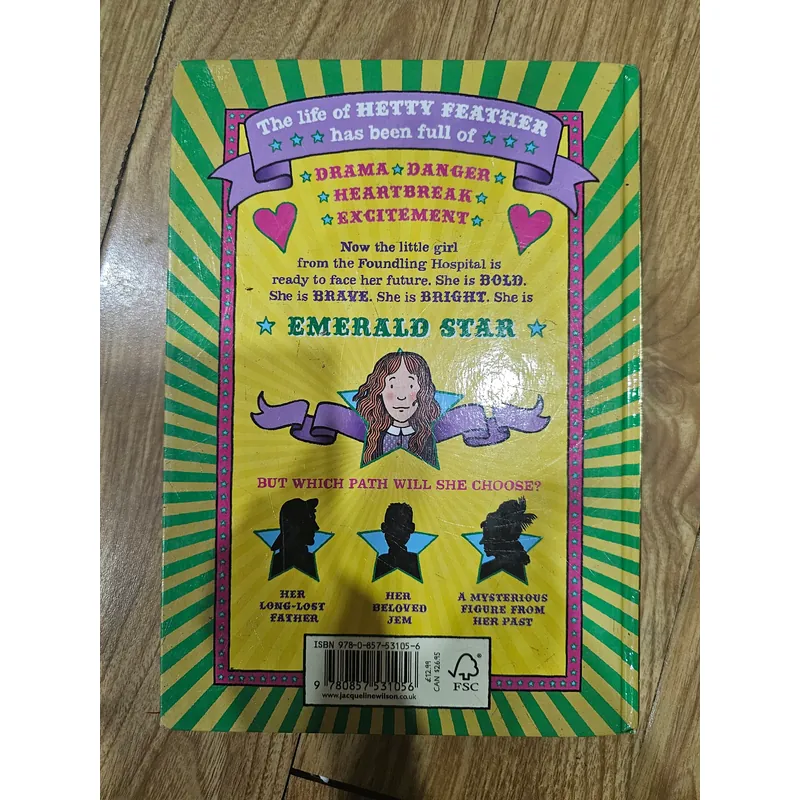 The life of HETTY FEATHER
has been full of
DRAMA DANGER
HEARTBREAK
EXCITEMENT
Now the little girl
from the Foundling Hospital is
ready to face her future. She is BOLD.
She is BRAVE. She is BRIGHT. She is
EMERALD STAR
BUT WHICH PATH WILL SHE CHOOSE?
HER
LONG-LOST
FATHER
HER
BELOVED
JEM
A MYSTERIOUS
FIGURE FROM
HER PAST
ISBN 978-0-857-53105-6
9 780857 531056
www.jacquelinewilson.co.uk
£12.99
CAN $26.95
FSC